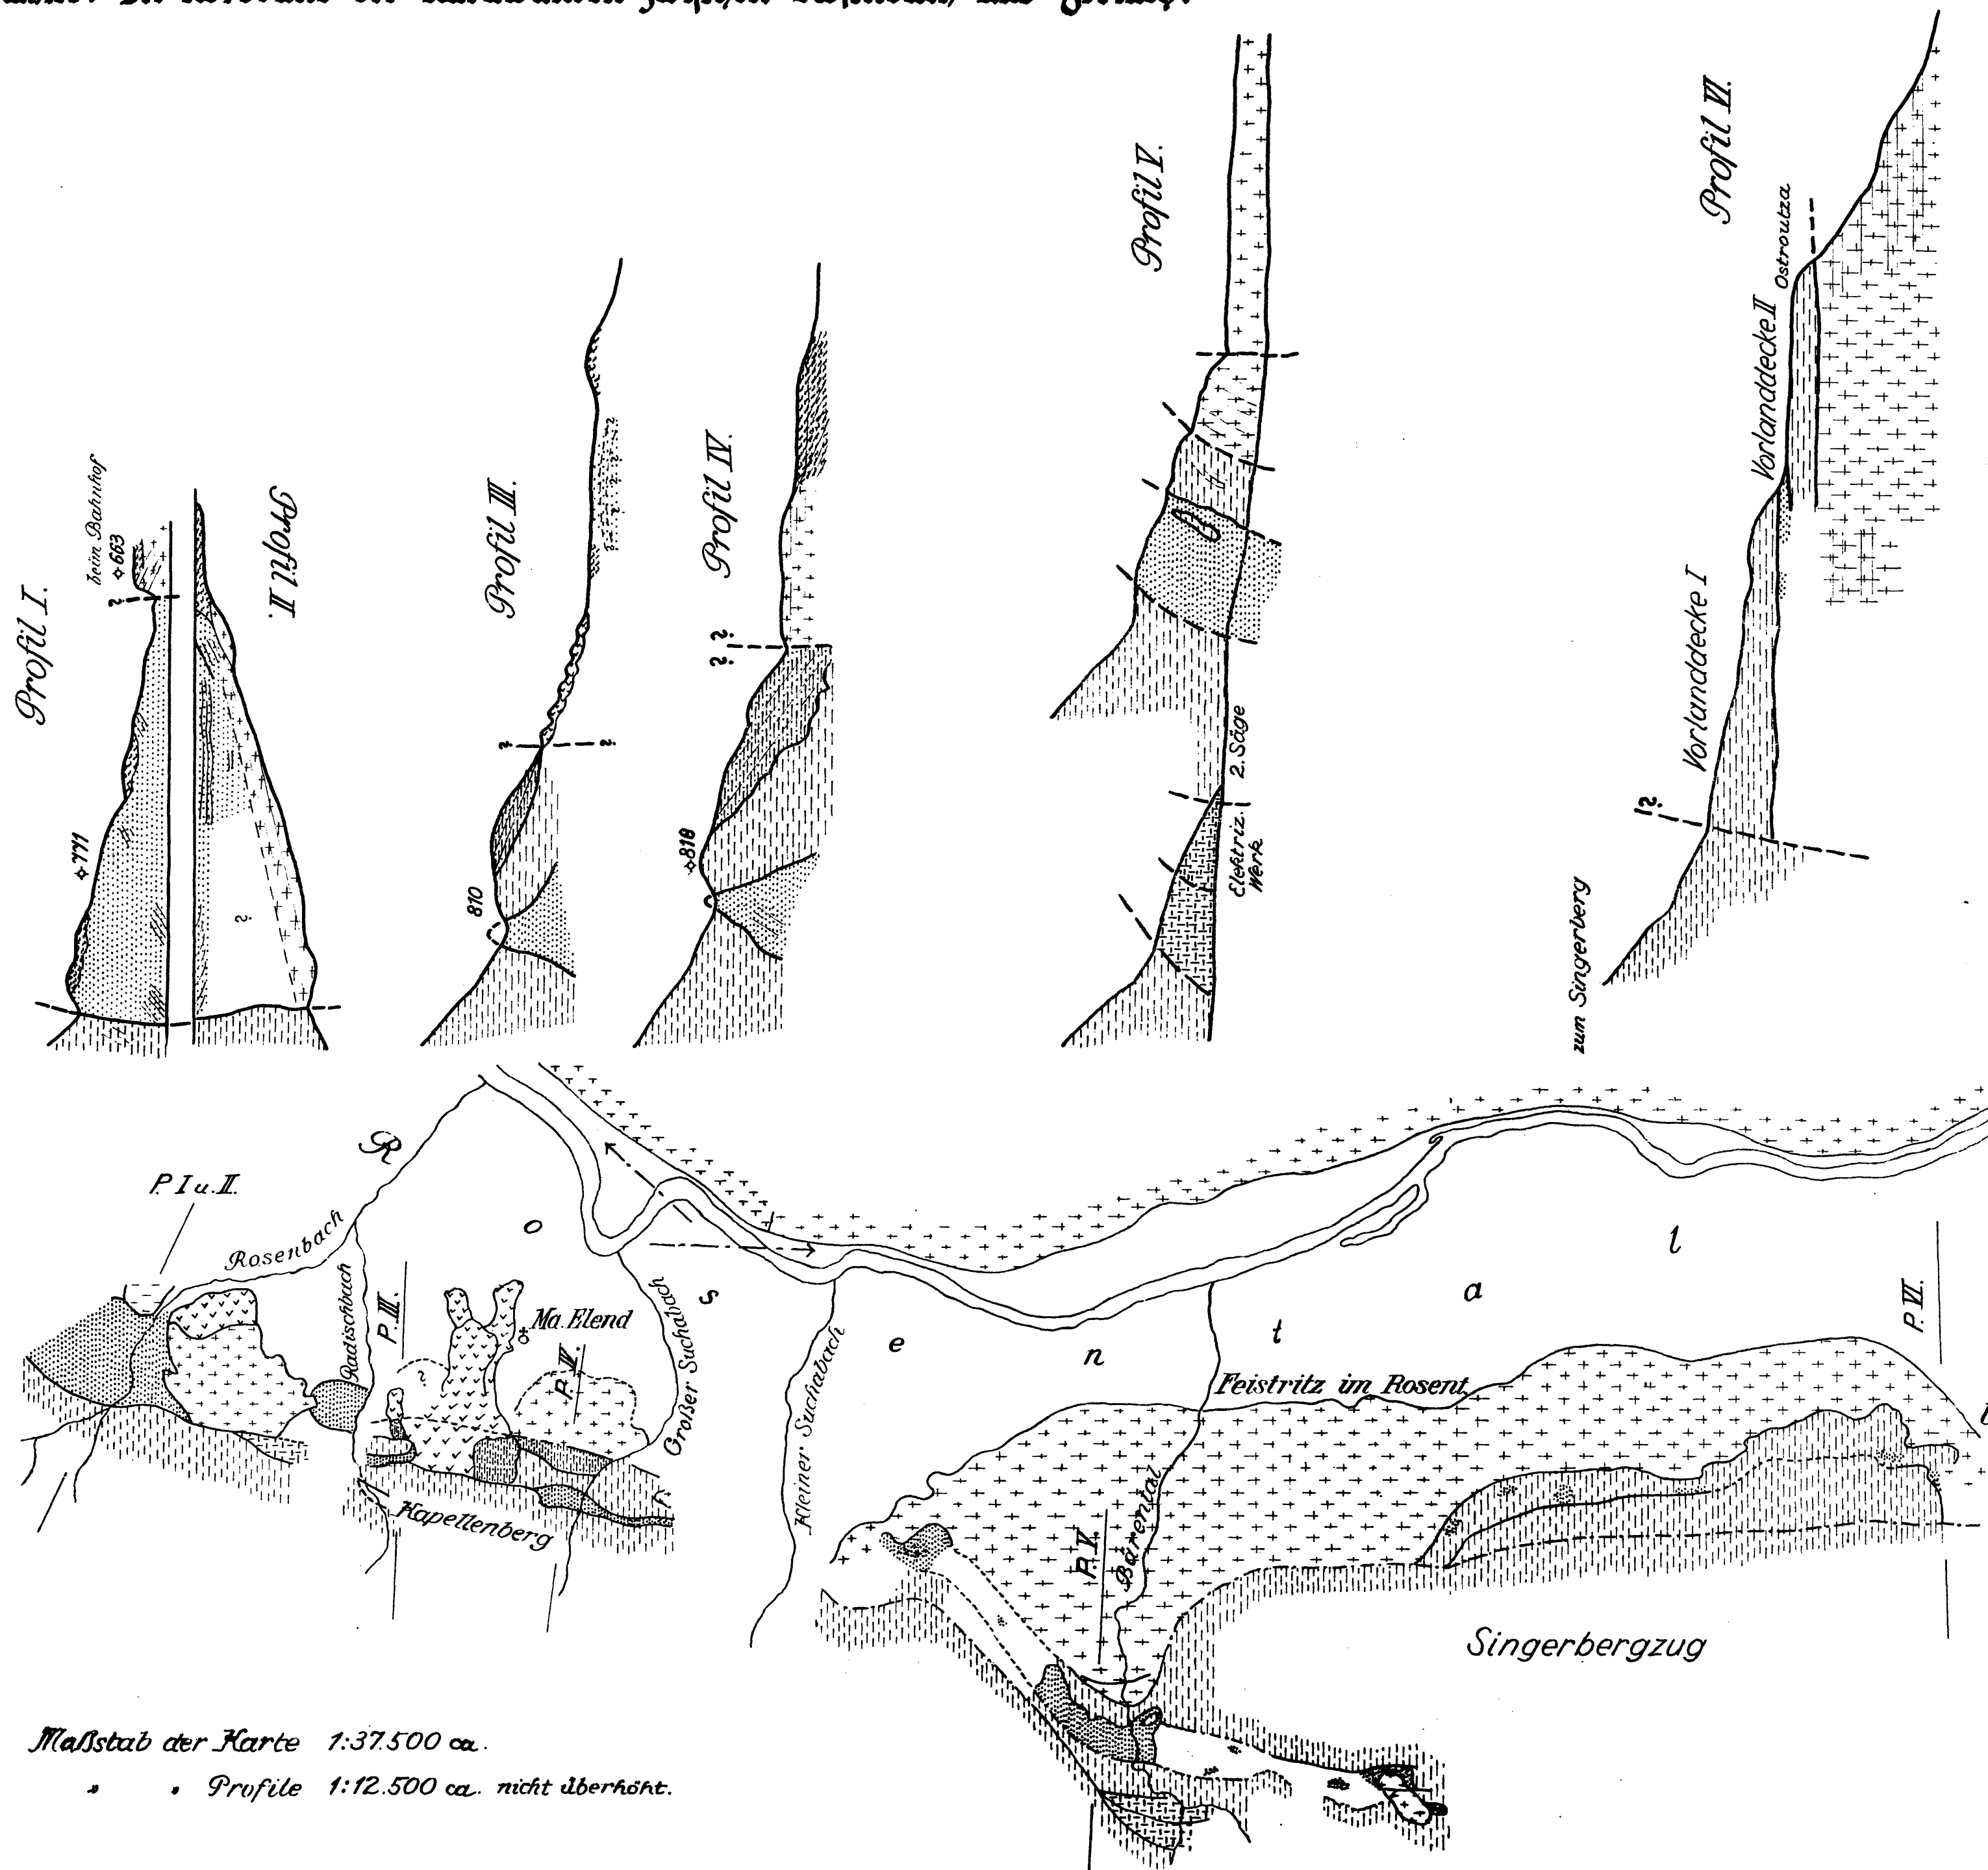 Profil I.
beim Bahnhof
663
771
Profil II.
?
?
Profil III.
810
?
?
Profil IV.
818
?
?
Profil V.
2. Säge
Elektriz.
Werk
Profil VI.
Ostroutza
Vorlanddecke II
Vorlanddecke I
?
zum Singerberg
R o s e n t a l
P. I u. II.
Rosenbach
Radischbach
P. III.
?
Ma. Elend
P. IV.
Großer Suchabach
Kapellenberg
Kleiner Suchabach
Feistritz im Rosent.
P. V.
Bärental
P. VI.
Singerbergzug
Maßstab der Karte 1:37.500 ca.
" " Profile 1:12.500 ca. nicht überhöht.